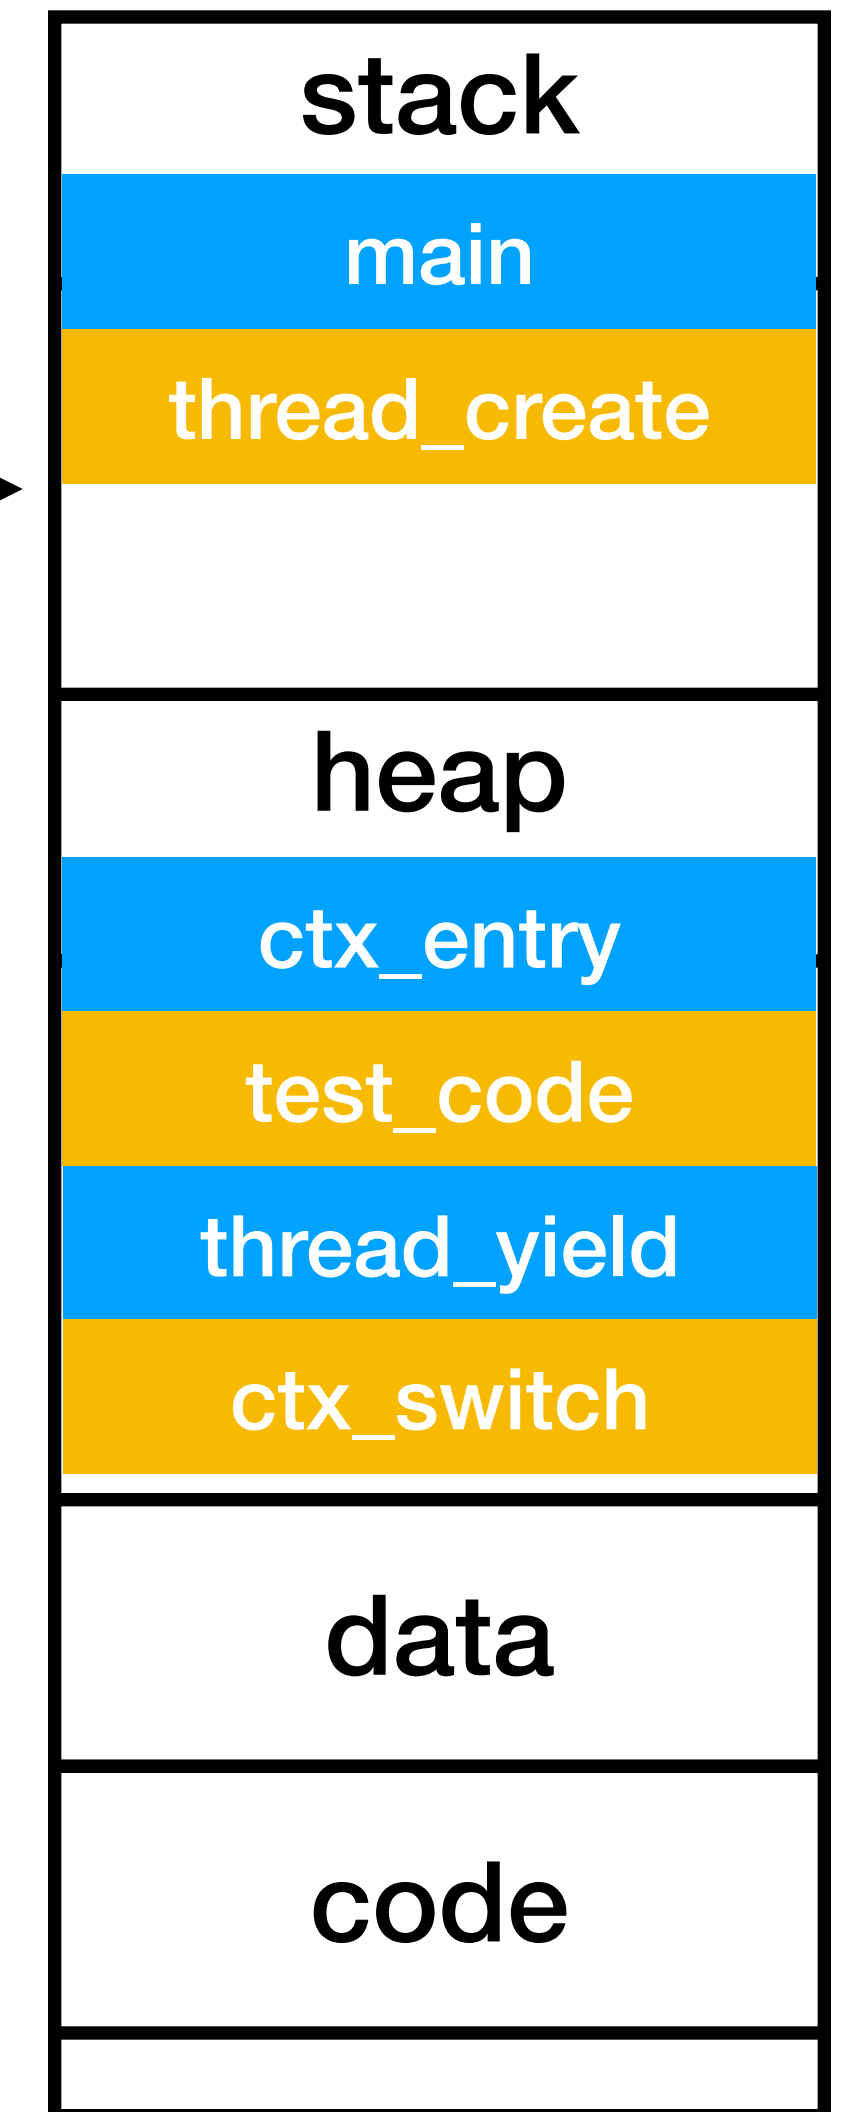 stack
main
thread_create
heap
ctx_entry
test_code
thread_yield
ctx_switch
data
code